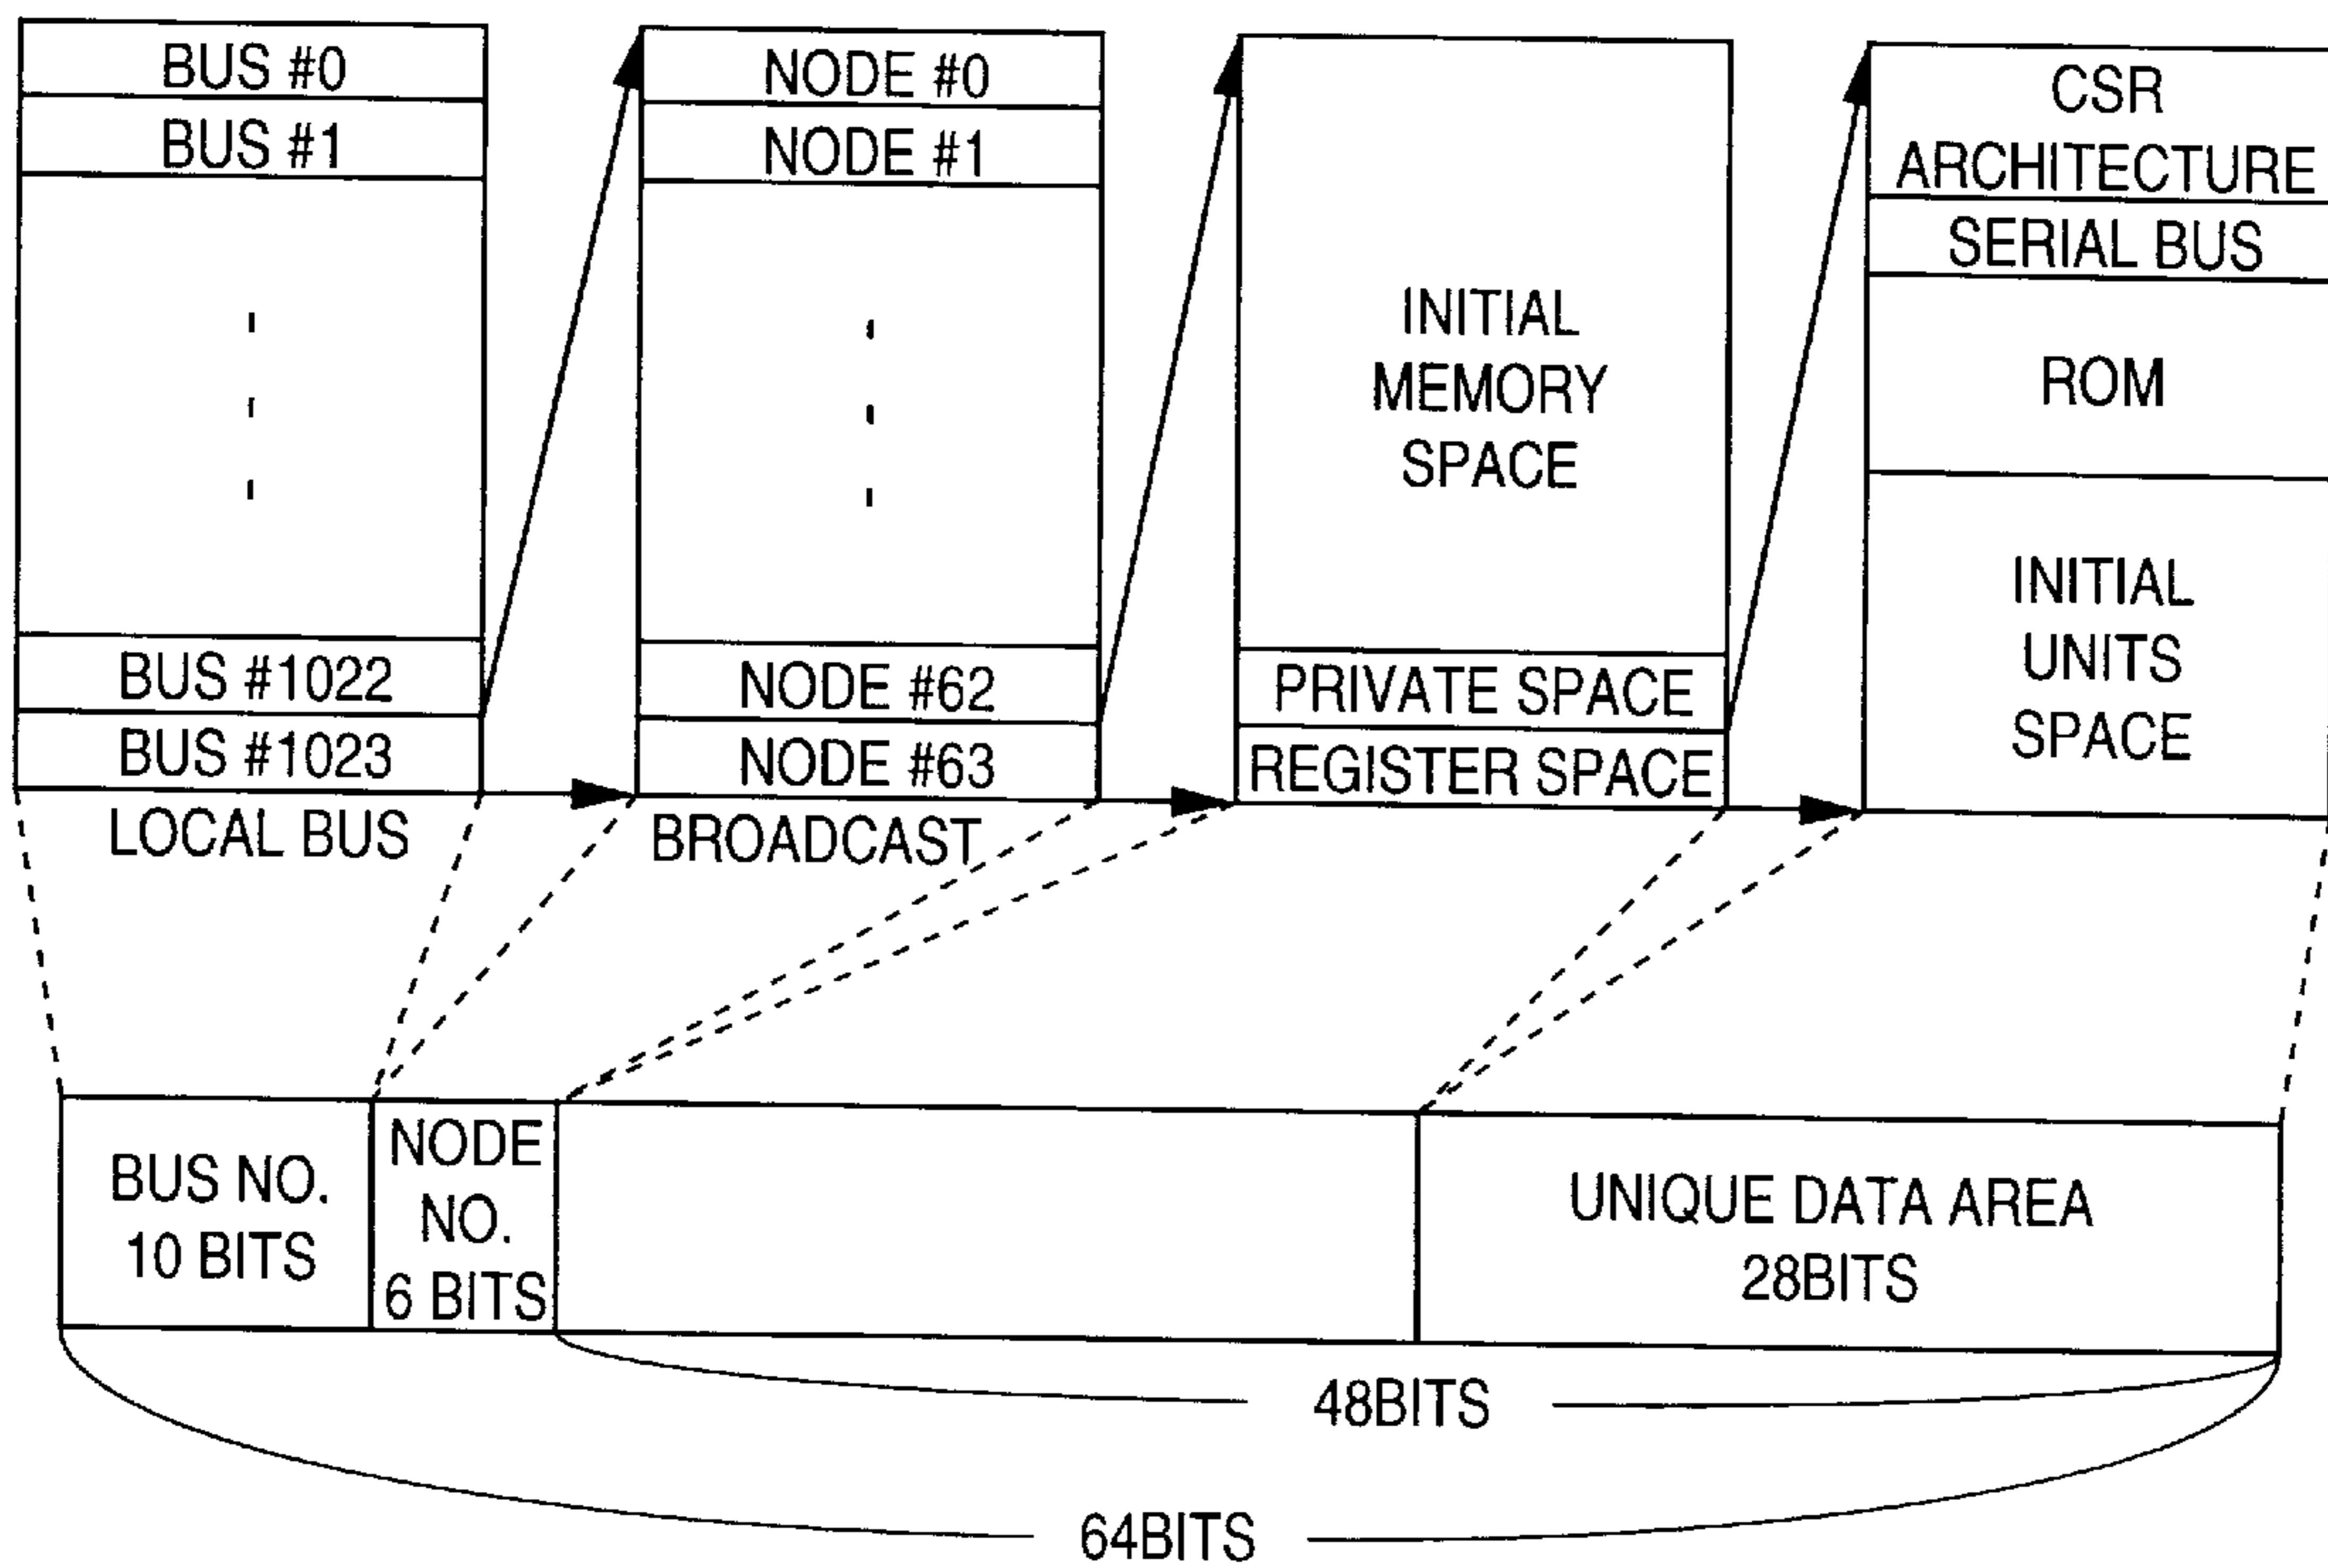 BUS #0
BUS #1
BUS #1022
BUS #1023
LOCAL BUS
NODE #0
NODE #1
NODE #62
NODE #63
BROADCAST
INITIAL
MEMORY
SPACE
PRIVATE SPACE
REGISTER SPACE
CSR
ARCHITECTURE
SERIAL BUS
ROM
INITIAL
UNITS
SPACE
BUS NO.
10 BITS
NODE
NO.
6 BITS
UNIQUE DATA AREA
28BITS
48BITS
64BITS